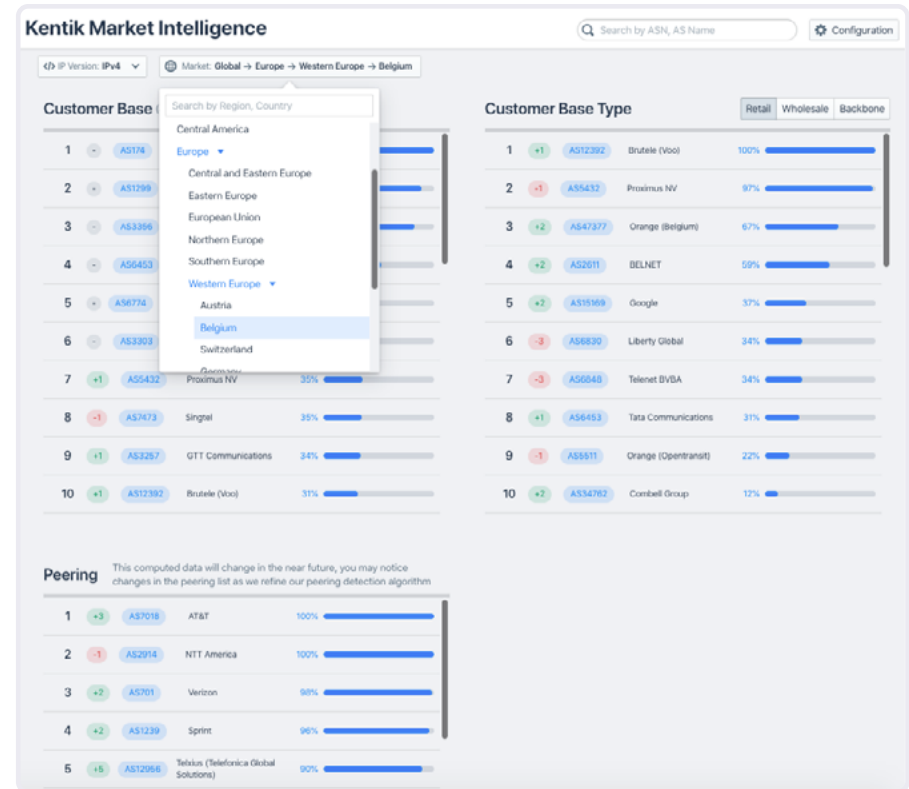 Kentik Market Intelligence
Search by ASN, AS Name
Configuration
</> IP Version: IPv4
Market: Global → Europe → Western Europe → Belgium
Customer Base
Search by Region, Country
Central America
Europe
Central and Eastern Europe
Eastern Europe
European Union
Northern Europe
Southern Europe
Western Europe
Austria
Belgium
Switzerland
Germany
1 - AS174
2 - AS1299
3 - AS3356
4 - AS6453
5 - AS6774
6 - AS3303
7 +1 AS5432 Proximus NV 35%
8 -1 AS7473 Singtel 35%
9 +1 AS3257 GTT Communications 34%
10 +1 AS12392 Brutele (Voo) 31%
Customer Base Type
Retail Wholesale Backbone
1 +1 AS12392 Brutele (Voo) 100%
2 -1 AS5432 Proximus NV 97%
3 +2 AS47377 Orange (Belgium) 67%
4 +2 AS2611 BELNET 59%
5 +2 AS15169 Google 37%
6 -3 AS6830 Liberty Global 34%
7 -3 AS6848 Telenet BVBA 34%
8 +1 AS6453 Tata Communications 31%
9 -1 AS5511 Orange (Opentransit) 22%
10 +2 AS34762 Combell Group 12%
Peering
This computed data will change in the near future, you may notice
changes in the peering list as we refine our peering detection algorithm
1 +3 AS7018 AT&T 100%
2 -1 AS2914 NTT America 100%
3 +2 AS701 Verizon 98%
4 +2 AS1239 Sprint 96%
5 +5 AS12956 Telxius (Telefonica Global
Solutions) 90%